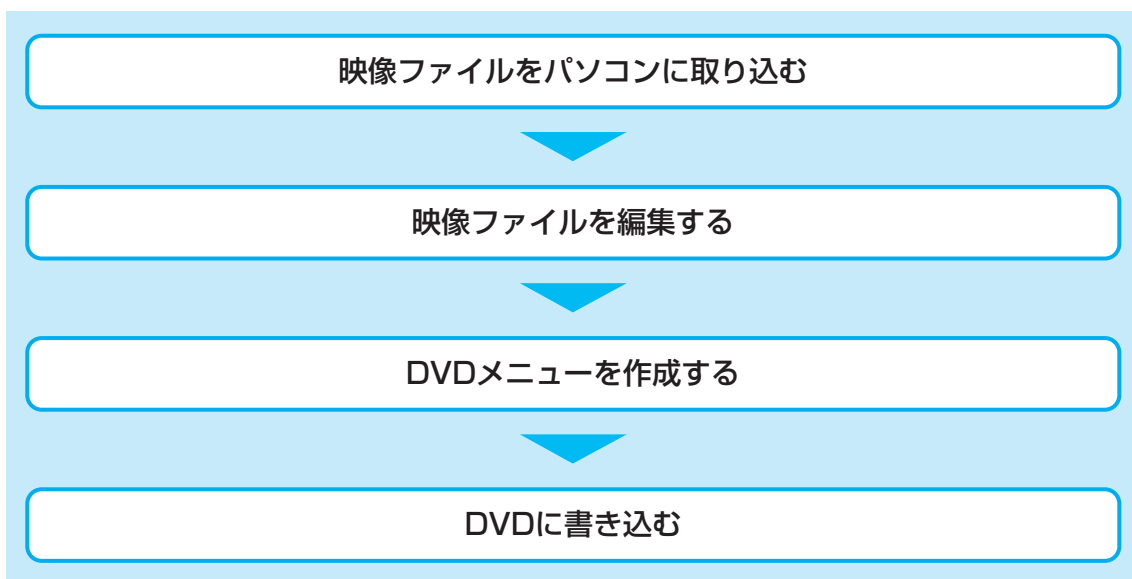 映像ファイルをパソコンに取り込む
映像ファイルを編集する
DVDメニューを作成する
DVDに書き込む